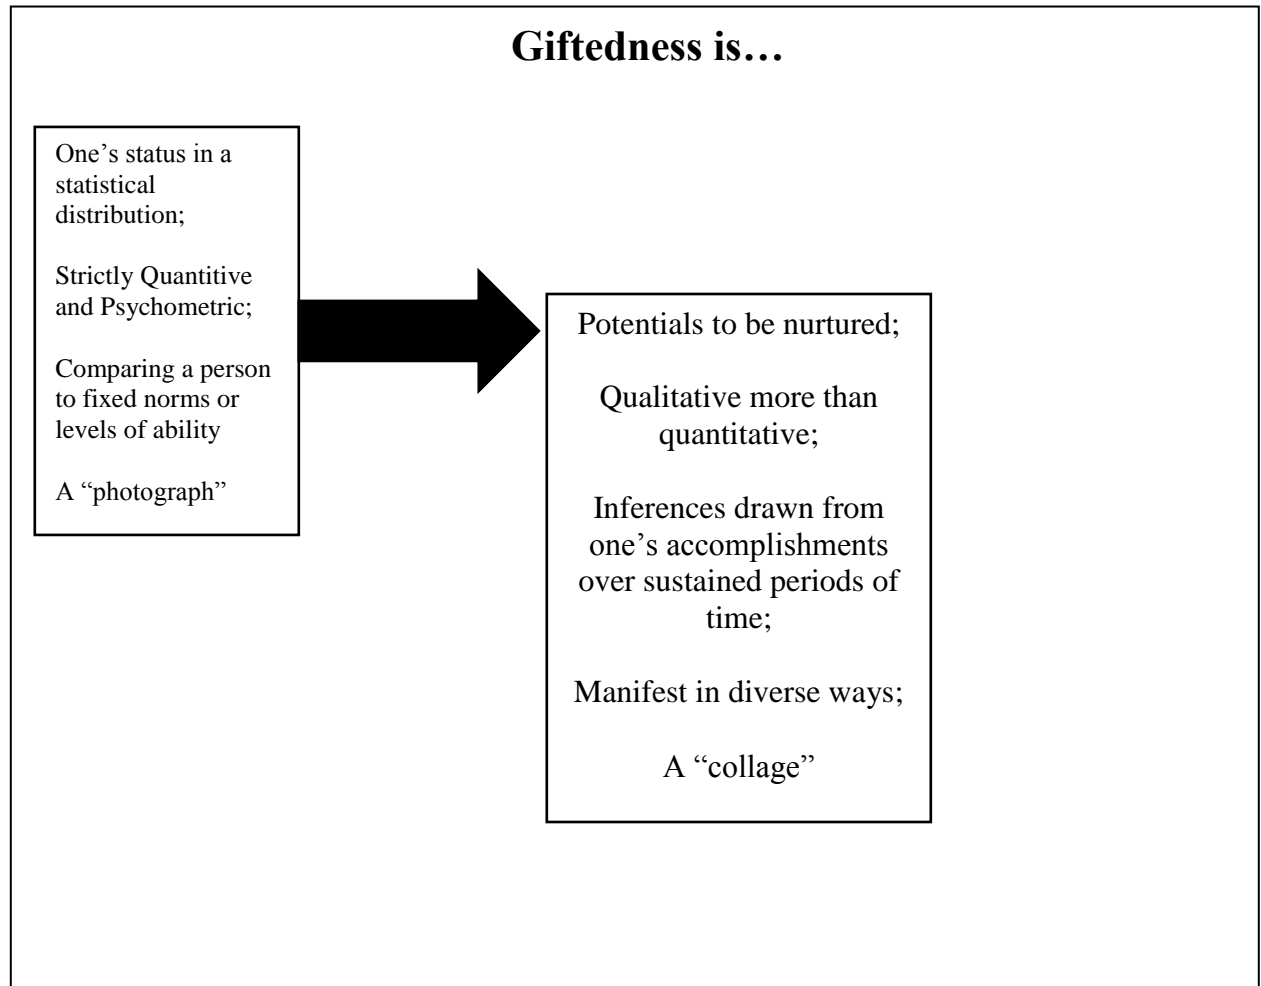 Giftedness is…
One’s status in a
statistical
distribution;
Strictly Quantitive
and Psychometric;
Comparing a person
to fixed norms or
levels of ability
A “photograph”
Potentials to be nurtured;
Qualitative more than
quantitative;
Inferences drawn from
one’s accomplishments
over sustained periods of
time;
Manifest in diverse ways;
A “collage”